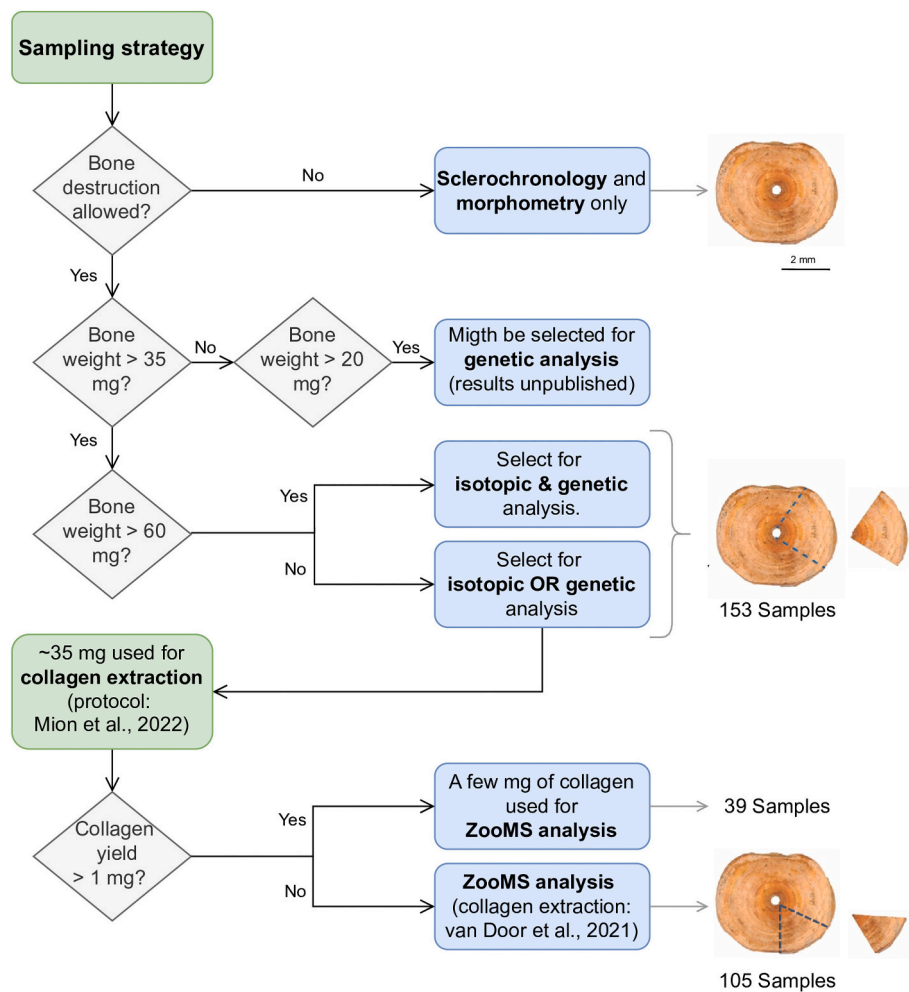 Sampling strategy
Bone
destruction
allowed?
No
Sclerochronology and
morphometry only
2 mm
Yes
Bone
weight > 35
mg?
No
Bone
weight > 20
mg?
Yes
Migth be selected for
genetic analysis
(results unpublished)
Yes
Bone
weight > 60
mg?
Yes
Select for
isotopic & genetic
analysis.
No
Select for
isotopic OR genetic
analysis
153 Samples
~35 mg used for
collagen extraction
(protocol:
Mion et al., 2022)
Collagen
yield
> 1 mg?
Yes
A few mg of collagen
used for
ZooMS analysis
39 Samples
No
ZooMS analysis
(collagen extraction:
van Door et al., 2021)
105 Samples